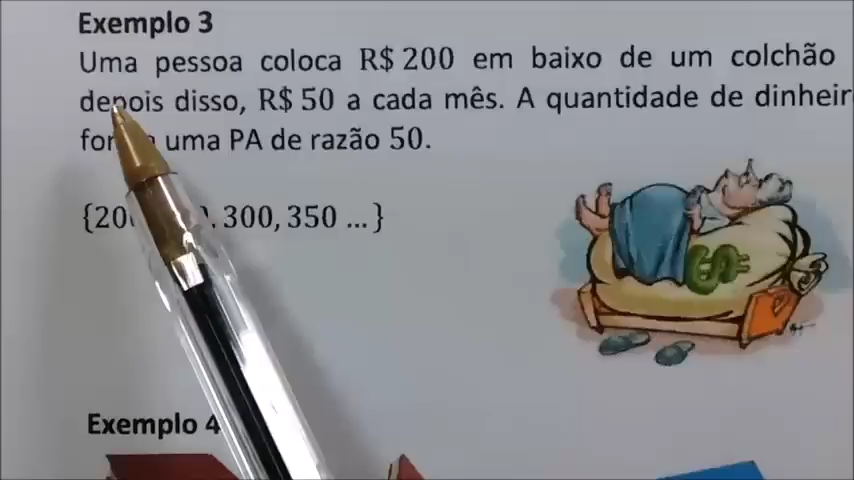 Exemplo 3
Uma pessoa coloca R$ 200 em baixo de um colchão
depois disso, R$ 50 a cada mês. A quantidade de
uma PA de razão 50.
300, 350 ...}
$
Exemplo 4